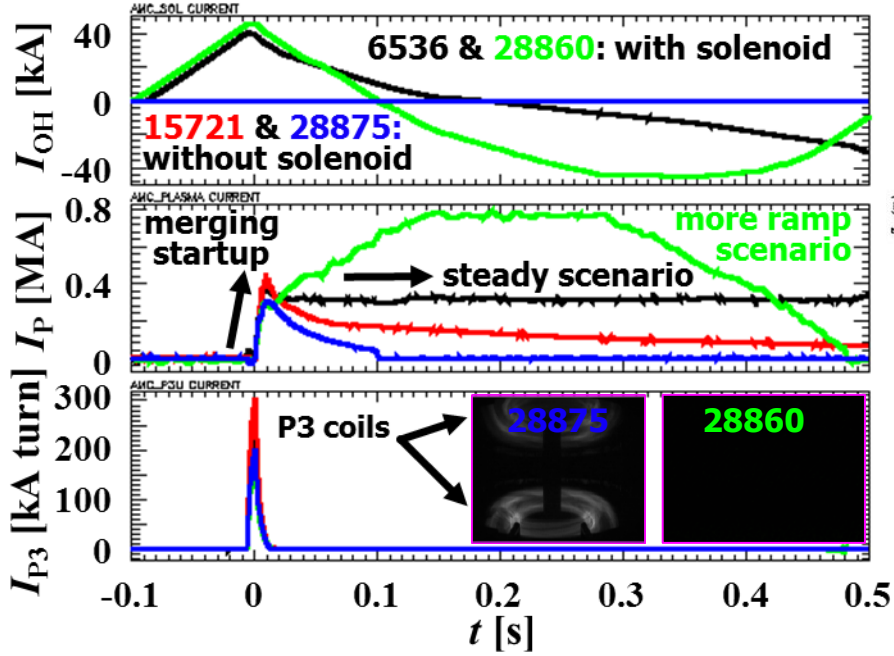 AMC_SOL CURRENT
I_OH [kA]
40
0
-40
6536 & 28860: with solenoid
15721 & 28875:
without solenoid
AMC_PLASMA CURRENT
I_P [MA]
0.8
0.4
0
merging
startup
more ramp
scenario
steady scenario
AMC_P3U CURRENT
I_P3 [kA turn]
300
200
100
0
P3 coils
28875
28860
-0.1
0
0.1
0.2
0.3
0.4
0.5
t [s]